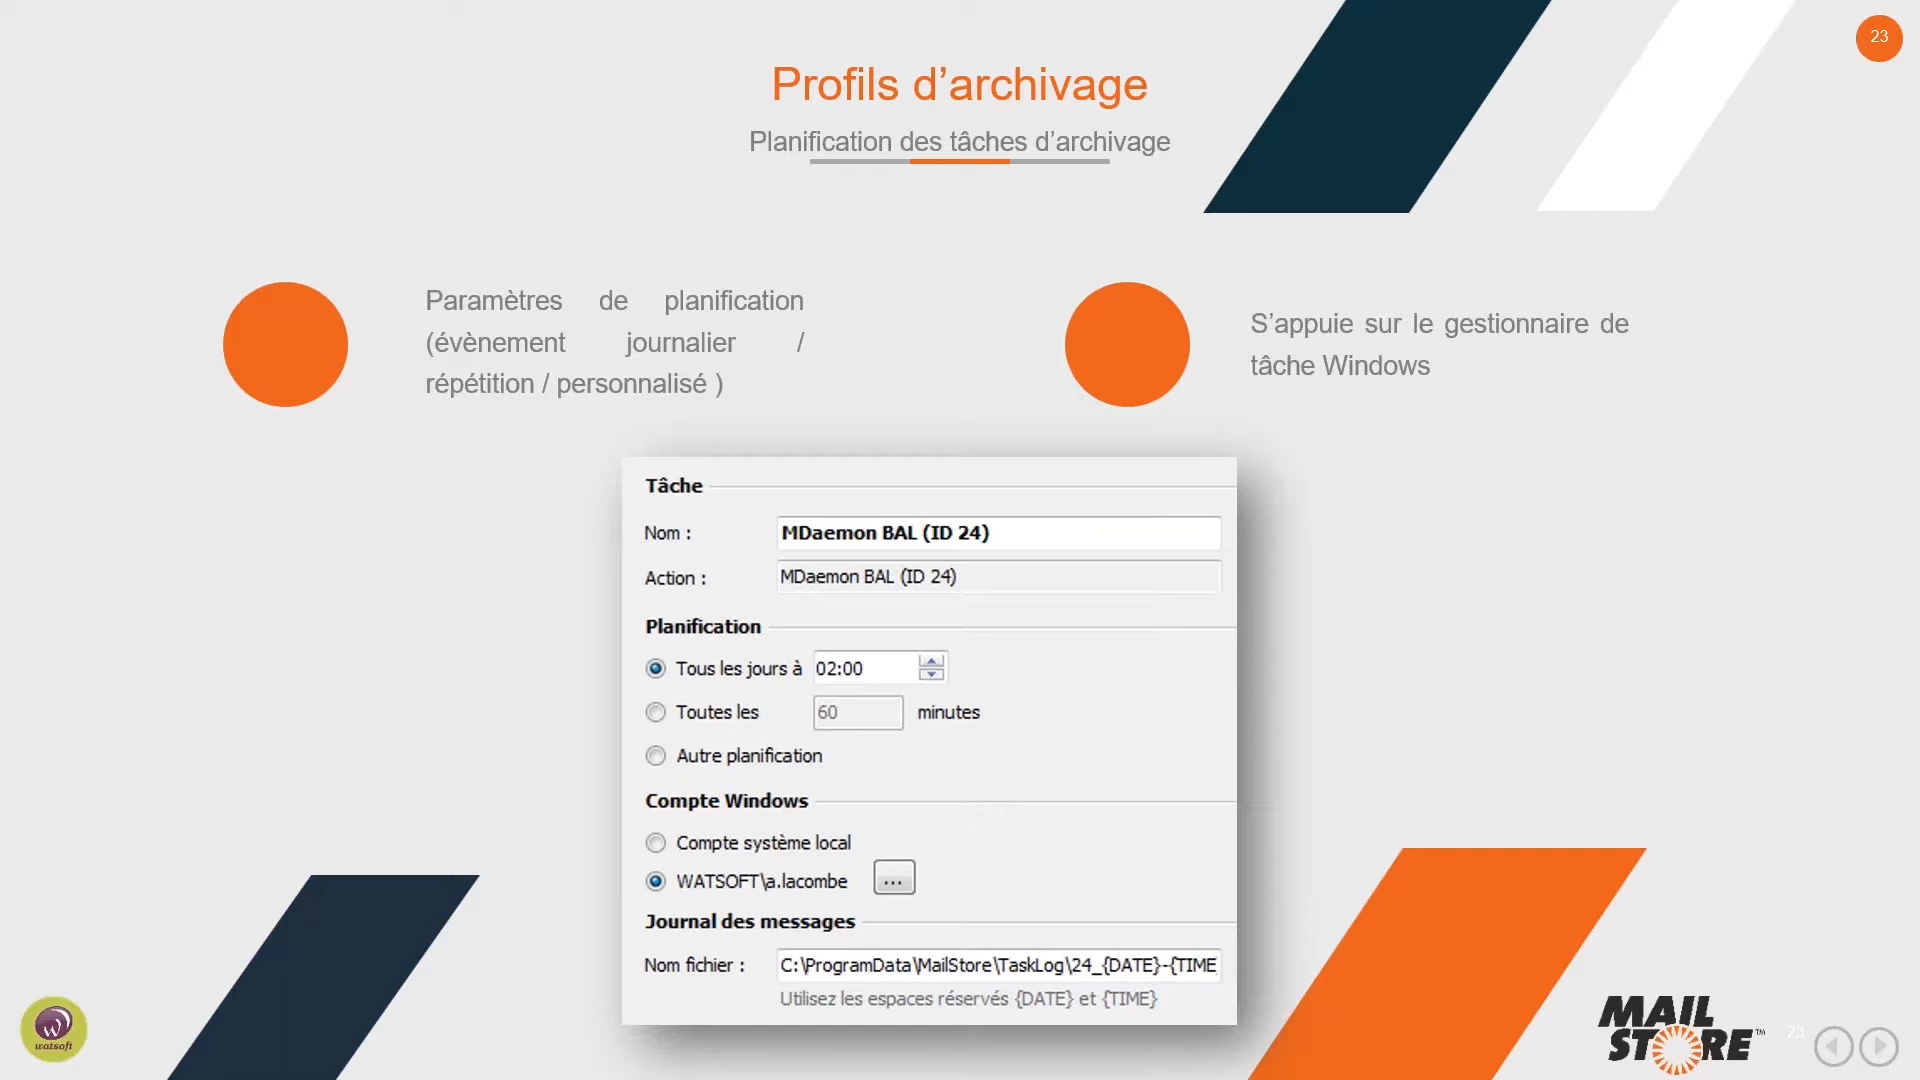 23
Profils d’archivage
Planification des tâches d’archivage
Paramètres de planification
(évènement journalier /
répétition / personnalisé )
S’appuie sur le gestionnaire de
tâche Windows
Tâche
Nom : MDaemon BAL (ID 24)
Action : MDaemon BAL (ID 24)
Planification
Tous les jours à 02:00
Toutes les 60 minutes
Autre planification
Compte Windows
Compte système local
WATSOFT\a.lacombe ...
Journal des messages
Nom fichier : C:\ProgramData\MailStore\TaskLog\24_{DATE}-{TIME
Utilisez les espaces réservés {DATE} et {TIME}
watsoft
MAIL
STORE™
23